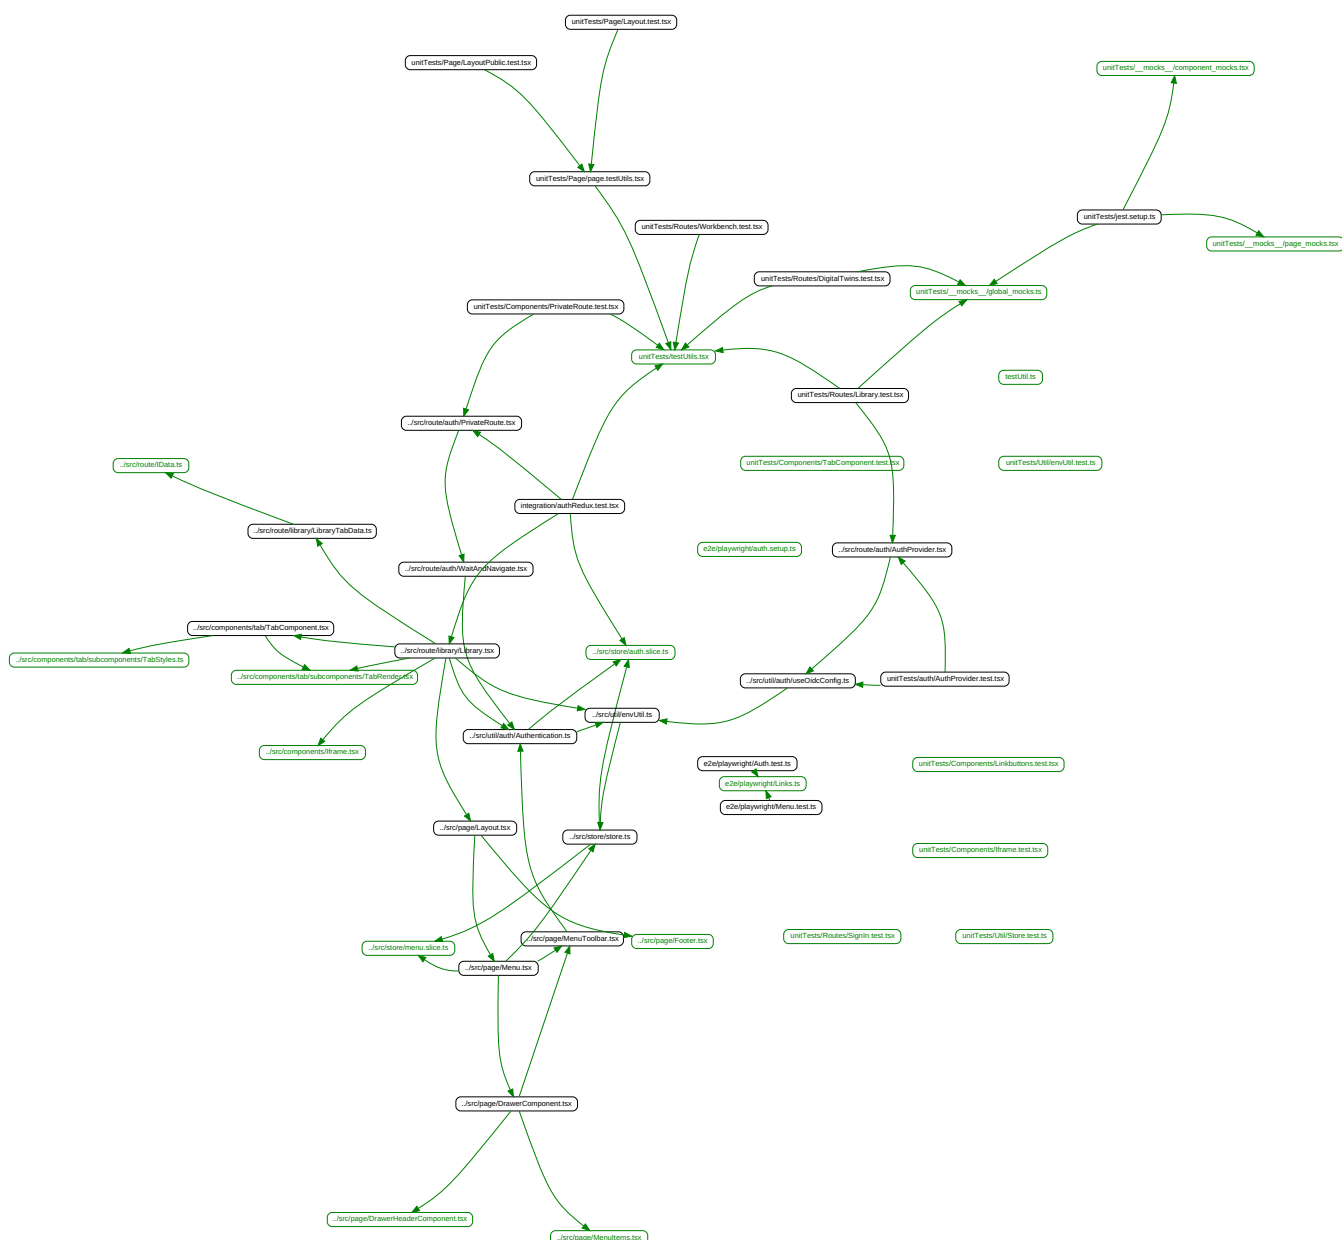 unitTests/Page/Layout.test.tsx
unitTests/Page/LayoutPublic.test.tsx
unitTests/__mocks__/component_mocks.tsx
unitTests/Page/page.testUtils.tsx
unitTests/jest.setup.ts
unitTests/Routes/Workbench.test.tsx
unitTests/__mocks__/page_mocks.tsx
unitTests/Routes/DigitalTwins.test.tsx
unitTests/__mocks__/global_mocks.ts
unitTests/Components/PrivateRoute.test.tsx
unitTests/testUtils.tsx
testUtil.ts
unitTests/Routes/Library.test.tsx
../src/route/auth/PrivateRoute.tsx
../src/route/IData.ts
unitTests/Components/TabComponent.test.tsx
unitTests/Util/envUtil.test.ts
integration/authRedux.test.tsx
../src/route/library/LibraryTabData.ts
e2e/playwright/auth.setup.ts
../src/route/auth/AuthProvider.tsx
../src/route/auth/WaitAndNavigate.tsx
../src/components/tab/TabComponent.tsx
../src/route/library/Library.tsx
../src/store/auth.slice.ts
../src/components/tab/subcomponents/TabStyles.ts
../src/components/tab/subcomponents/TabRender.tsx
../src/util/auth/useOidcConfig.ts
unitTests/auth/AuthProvider.test.tsx
../src/util/envUtil.ts
../src/util/auth/Authentication.ts
../src/components/Iframe.tsx
e2e/playwright/Auth.test.ts
unitTests/Components/Linkbuttons.test.tsx
e2e/playwright/Links.ts
e2e/playwright/Menu.test.ts
../src/page/Layout.tsx
../src/store/store.ts
unitTests/Components/Iframe.test.tsx
../src/store/menu.slice.ts
../src/page/MenuToolbar.tsx
../src/page/Footer.tsx
unitTests/Routes/SignIn.test.tsx
unitTests/Util/Store.test.ts
../src/page/Menu.tsx
../src/page/DrawerComponent.tsx
../src/page/DrawerHeaderComponent.tsx
../src/page/MenuItems.tsx